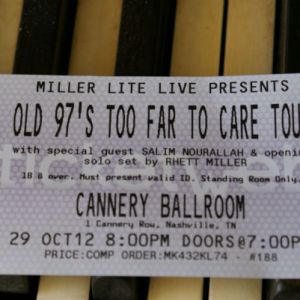 MILLER LITE LIVE PRESENTS
OLD 97'S TOO FAR TO CARE TOU
with special guest SALIM NOURALLAH & openin
solo set by RHETT MILLER
18 & over. Must present valid ID. Standing Room Only.
CANNERY BALLROOM
1 Cannery Row, Nashville, TN
29 OCT12 8:00PM DOORS@7:00P
PRICE:COMP ORDER:MK432KL74 - #188